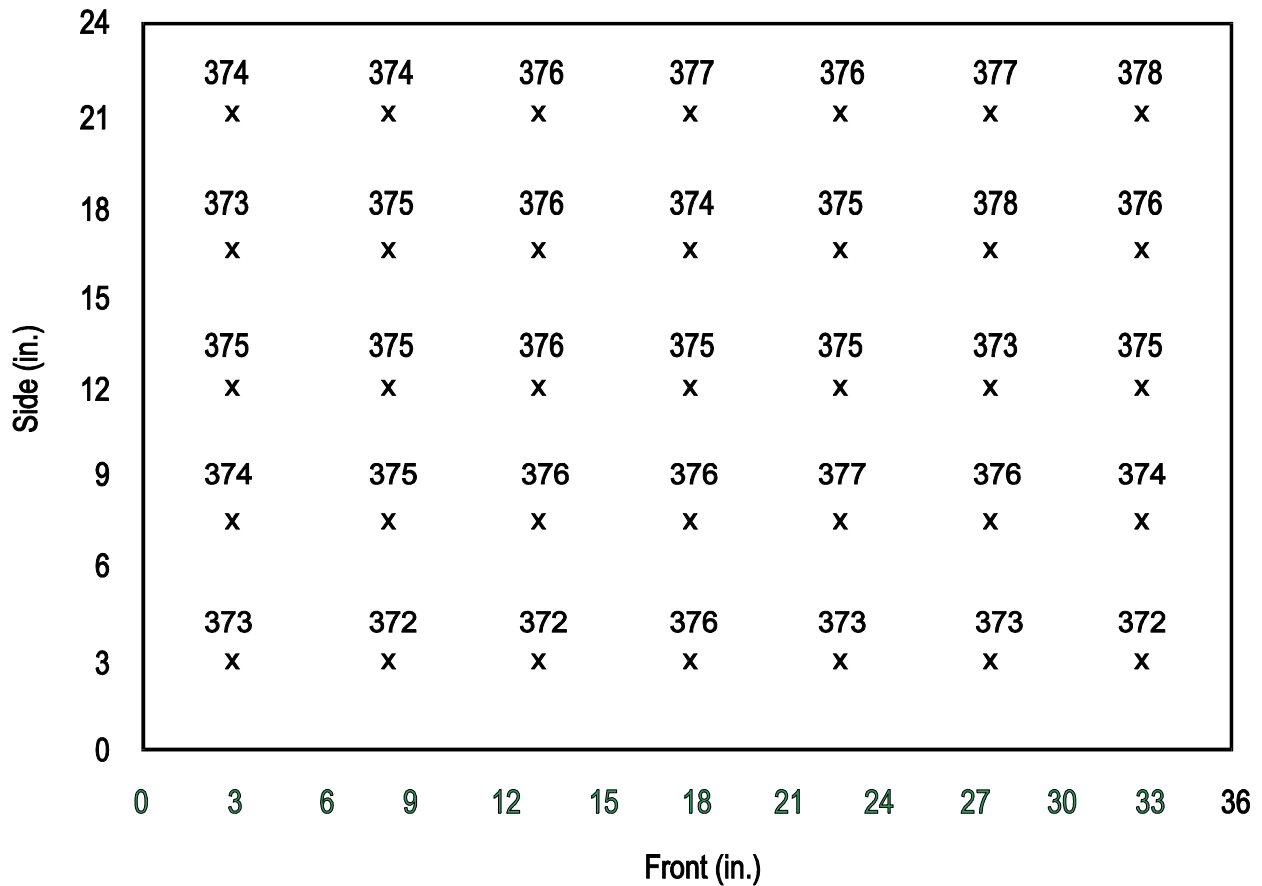 24
374 374 376 377 376 377 378
x x x x x x x
21
373 375 376 374 375 378 376
18
x x x x x x x
15
375 375 376 375 375 373 375
Side (in.)
12
x x x x x x x
374 375 376 376 377 376 374
9
x x x x x x x
6
373 372 372 376 373 373 372
3
x x x x x x x
0
0 3 6 9 12 15 18 21 24 27 30 33 36
Front (in.)